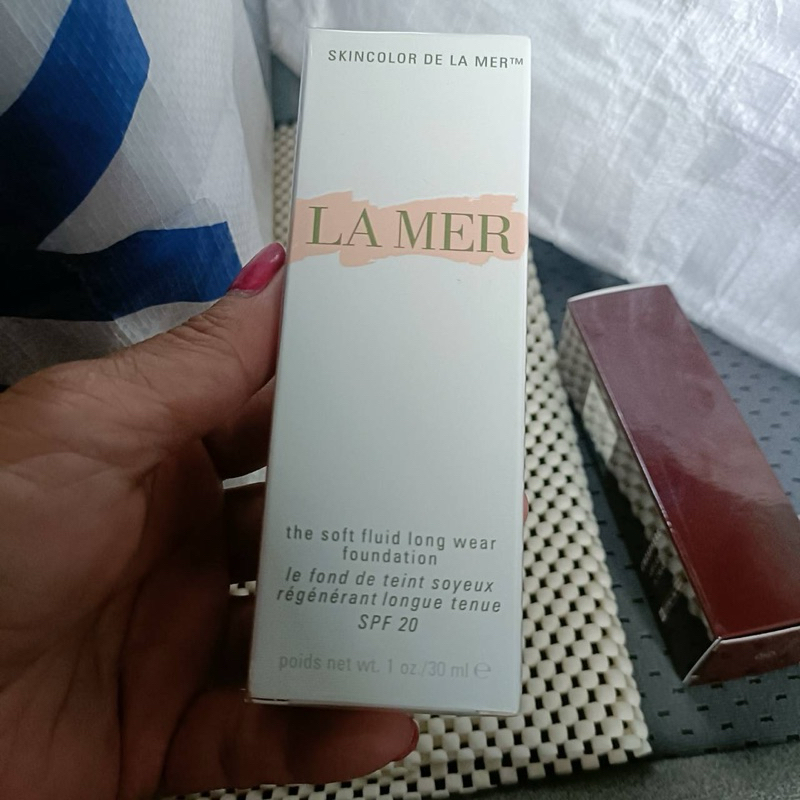 SKINCOLOR DE LA MER™
LA MER
the soft fluid long wear
foundation
le fond de teint soyeux
régénérant longue tenue
SPF 20
poids net wt. 1 oz./30 ml ℮